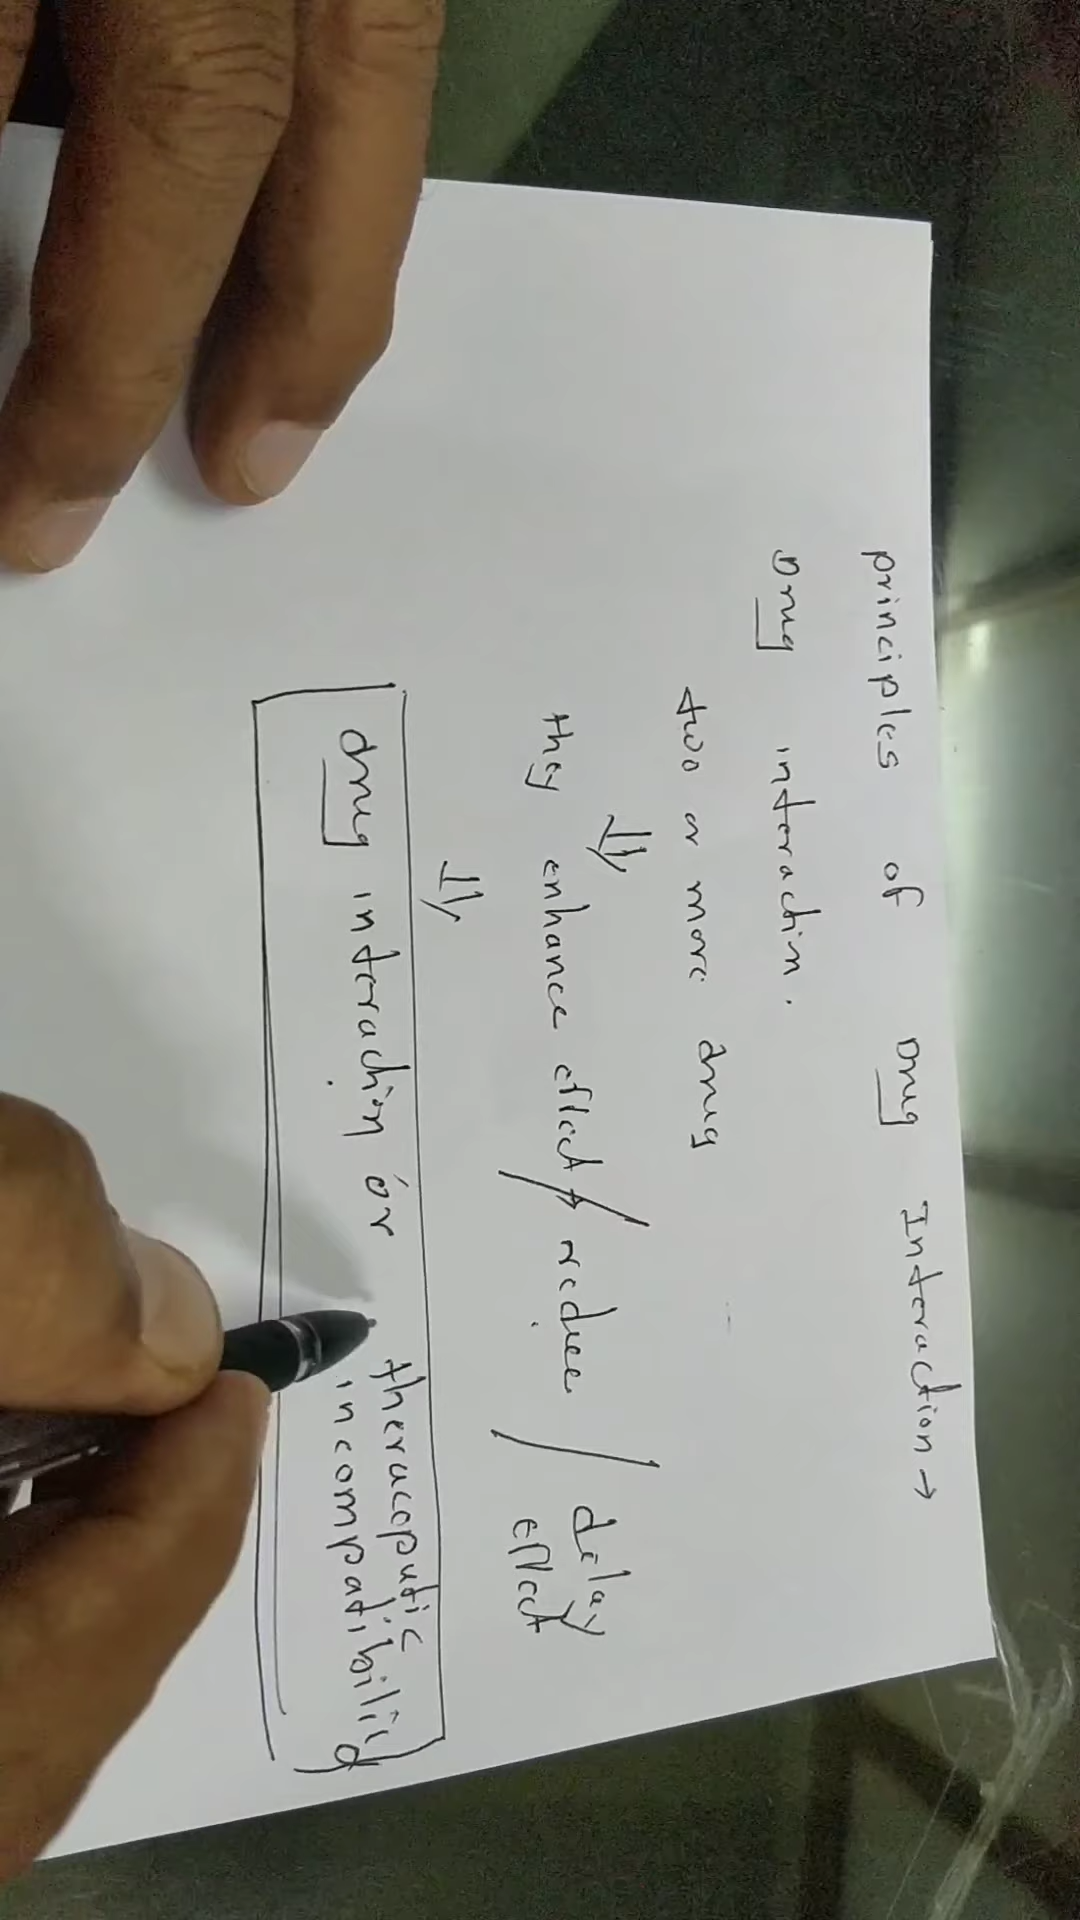 principles of Drug Interaction →
Drug interaction.
two or more drug
⇓
they enhance effect / reduce / delay effect
⇓
drug interaction or therapeutic incompatibility